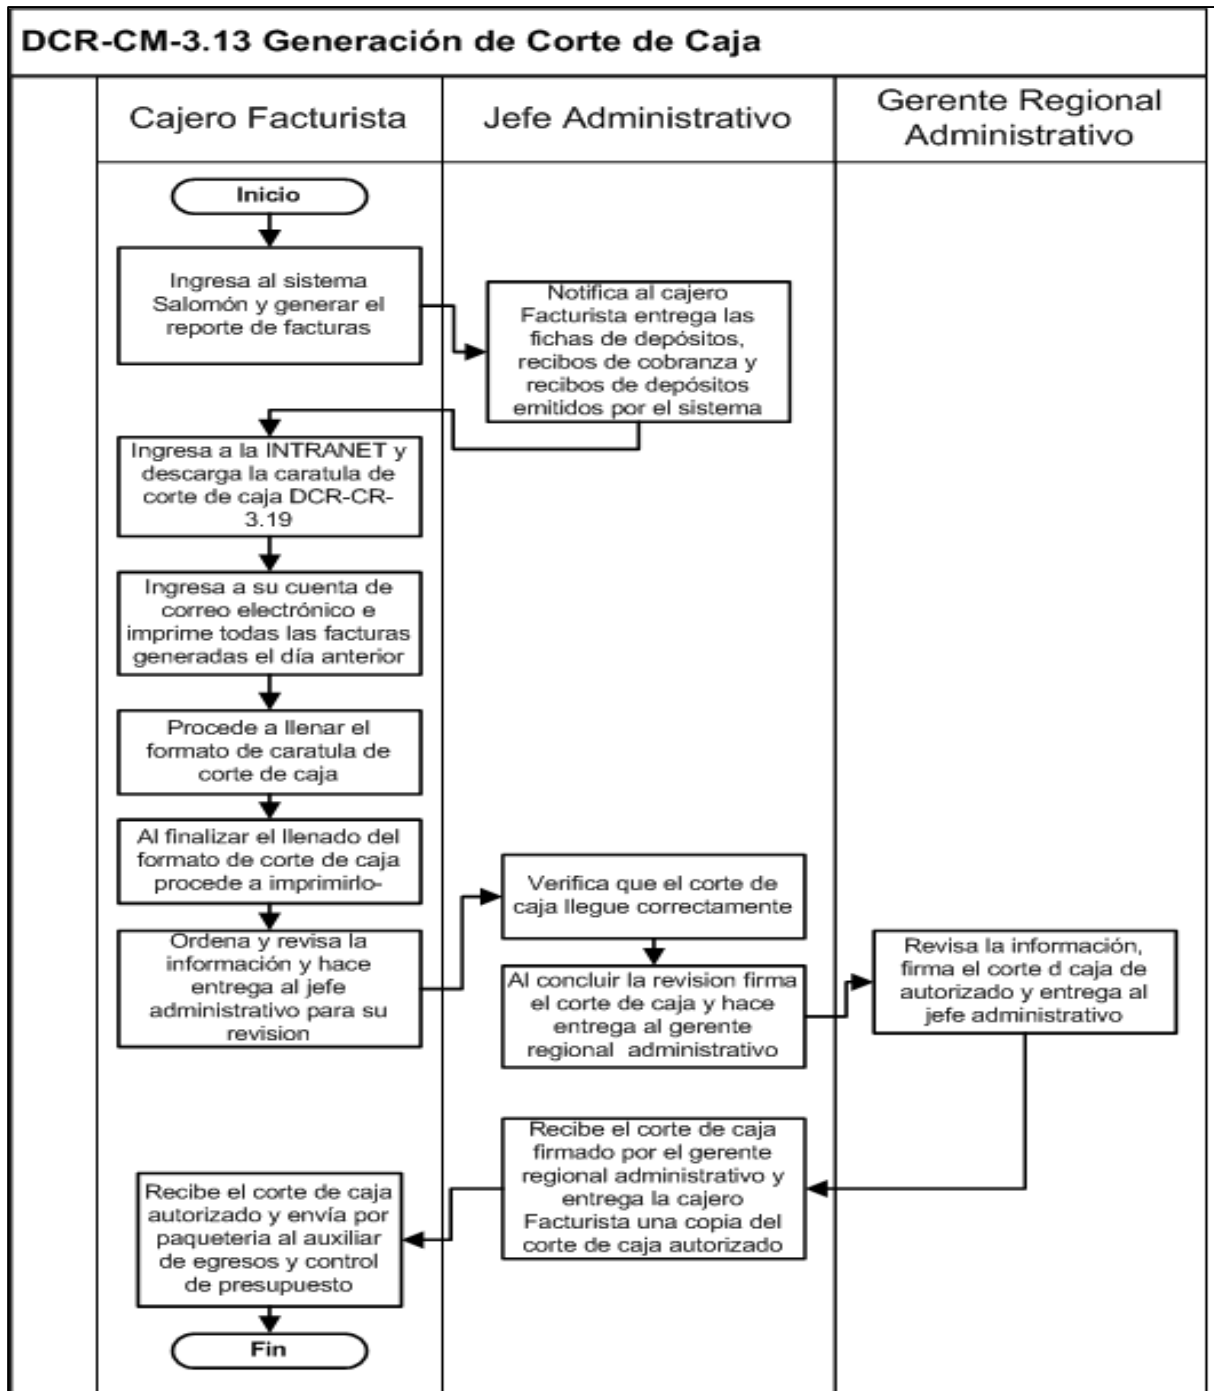 DCR-CM-3.13 Generación de Corte de Caja
Cajero Facturista
Jefe Administrativo
Gerente Regional
Administrativo
Inicio
Ingresa al sistema
Salomón y generar el
reporte de facturas
Notifica al cajero
Facturista entrega las
fichas de depósitos,
recibos de cobranza y
recibos de depósitos
emitidos por el sistema
Ingresa a la INTRANET y
descarga la caratula de
corte de caja DCR-CR-
3.19
Ingresa a su cuenta de
correo electrónico e
imprime todas las facturas
generadas el día anterior
Procede a llenar el
formato de caratula de
corte de caja
Al finalizar el llenado del
formato de corte de caja
procede a imprimirlo-
Ordena y revisa la
información y hace
entrega al jefe
administrativo para su
revision
Verifica que el corte de
caja llegue correctamente
Al concluir la revision firma
el corte de caja y hace
entrega al gerente
regional administrativo
Revisa la información,
firma el corte d caja de
autorizado y entrega al
jefe administrativo
Recibe el corte de caja
firmado por el gerente
regional administrativo y
entrega la cajero
Facturista una copia del
corte de caja autorizado
Recibe el corte de caja
autorizado y envía por
paqueteria al auxiliar
de egresos y control
de presupuesto
Fin